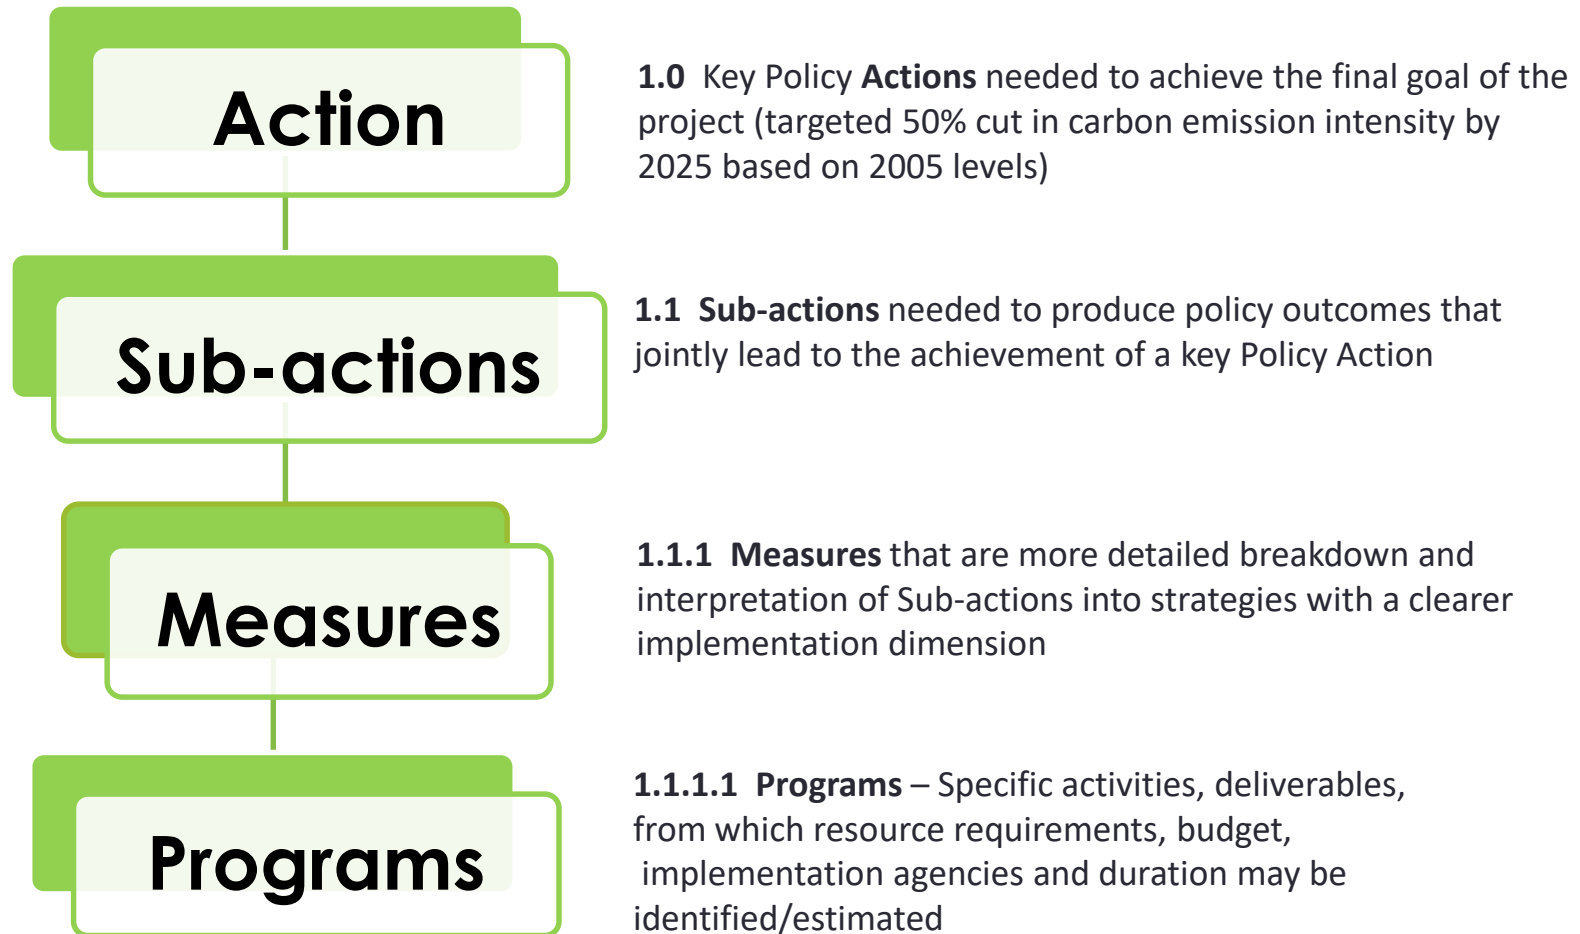 Action
1.0 Key Policy Actions needed to achieve the final goal of the
project (targeted 50% cut in carbon emission intensity by
2025 based on 2005 levels)
Sub-actions
1.1 Sub-actions needed to produce policy outcomes that
jointly lead to the achievement of a key Policy Action
Measures
1.1.1 Measures that are more detailed breakdown and
interpretation of Sub-actions into strategies with a clearer
implementation dimension
Programs
1.1.1.1 Programs – Specific activities, deliverables,
from which resource requirements, budget,
implementation agencies and duration may be
identified/estimated